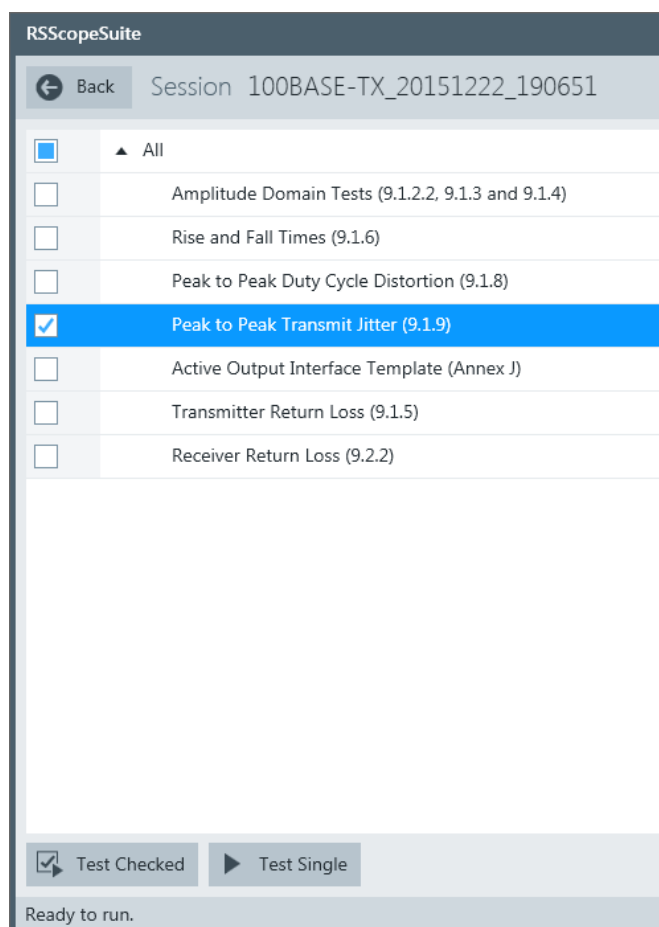 RSScopeSuite
Back Session 100BASE-TX_20151222_190651
All
Amplitude Domain Tests (9.1.2.2, 9.1.3 and 9.1.4)
Rise and Fall Times (9.1.6)
Peak to Peak Duty Cycle Distortion (9.1.8)
Peak to Peak Transmit Jitter (9.1.9)
Active Output Interface Template (Annex J)
Transmitter Return Loss (9.1.5)
Receiver Return Loss (9.2.2)
Test Checked Test Single
Ready to run.